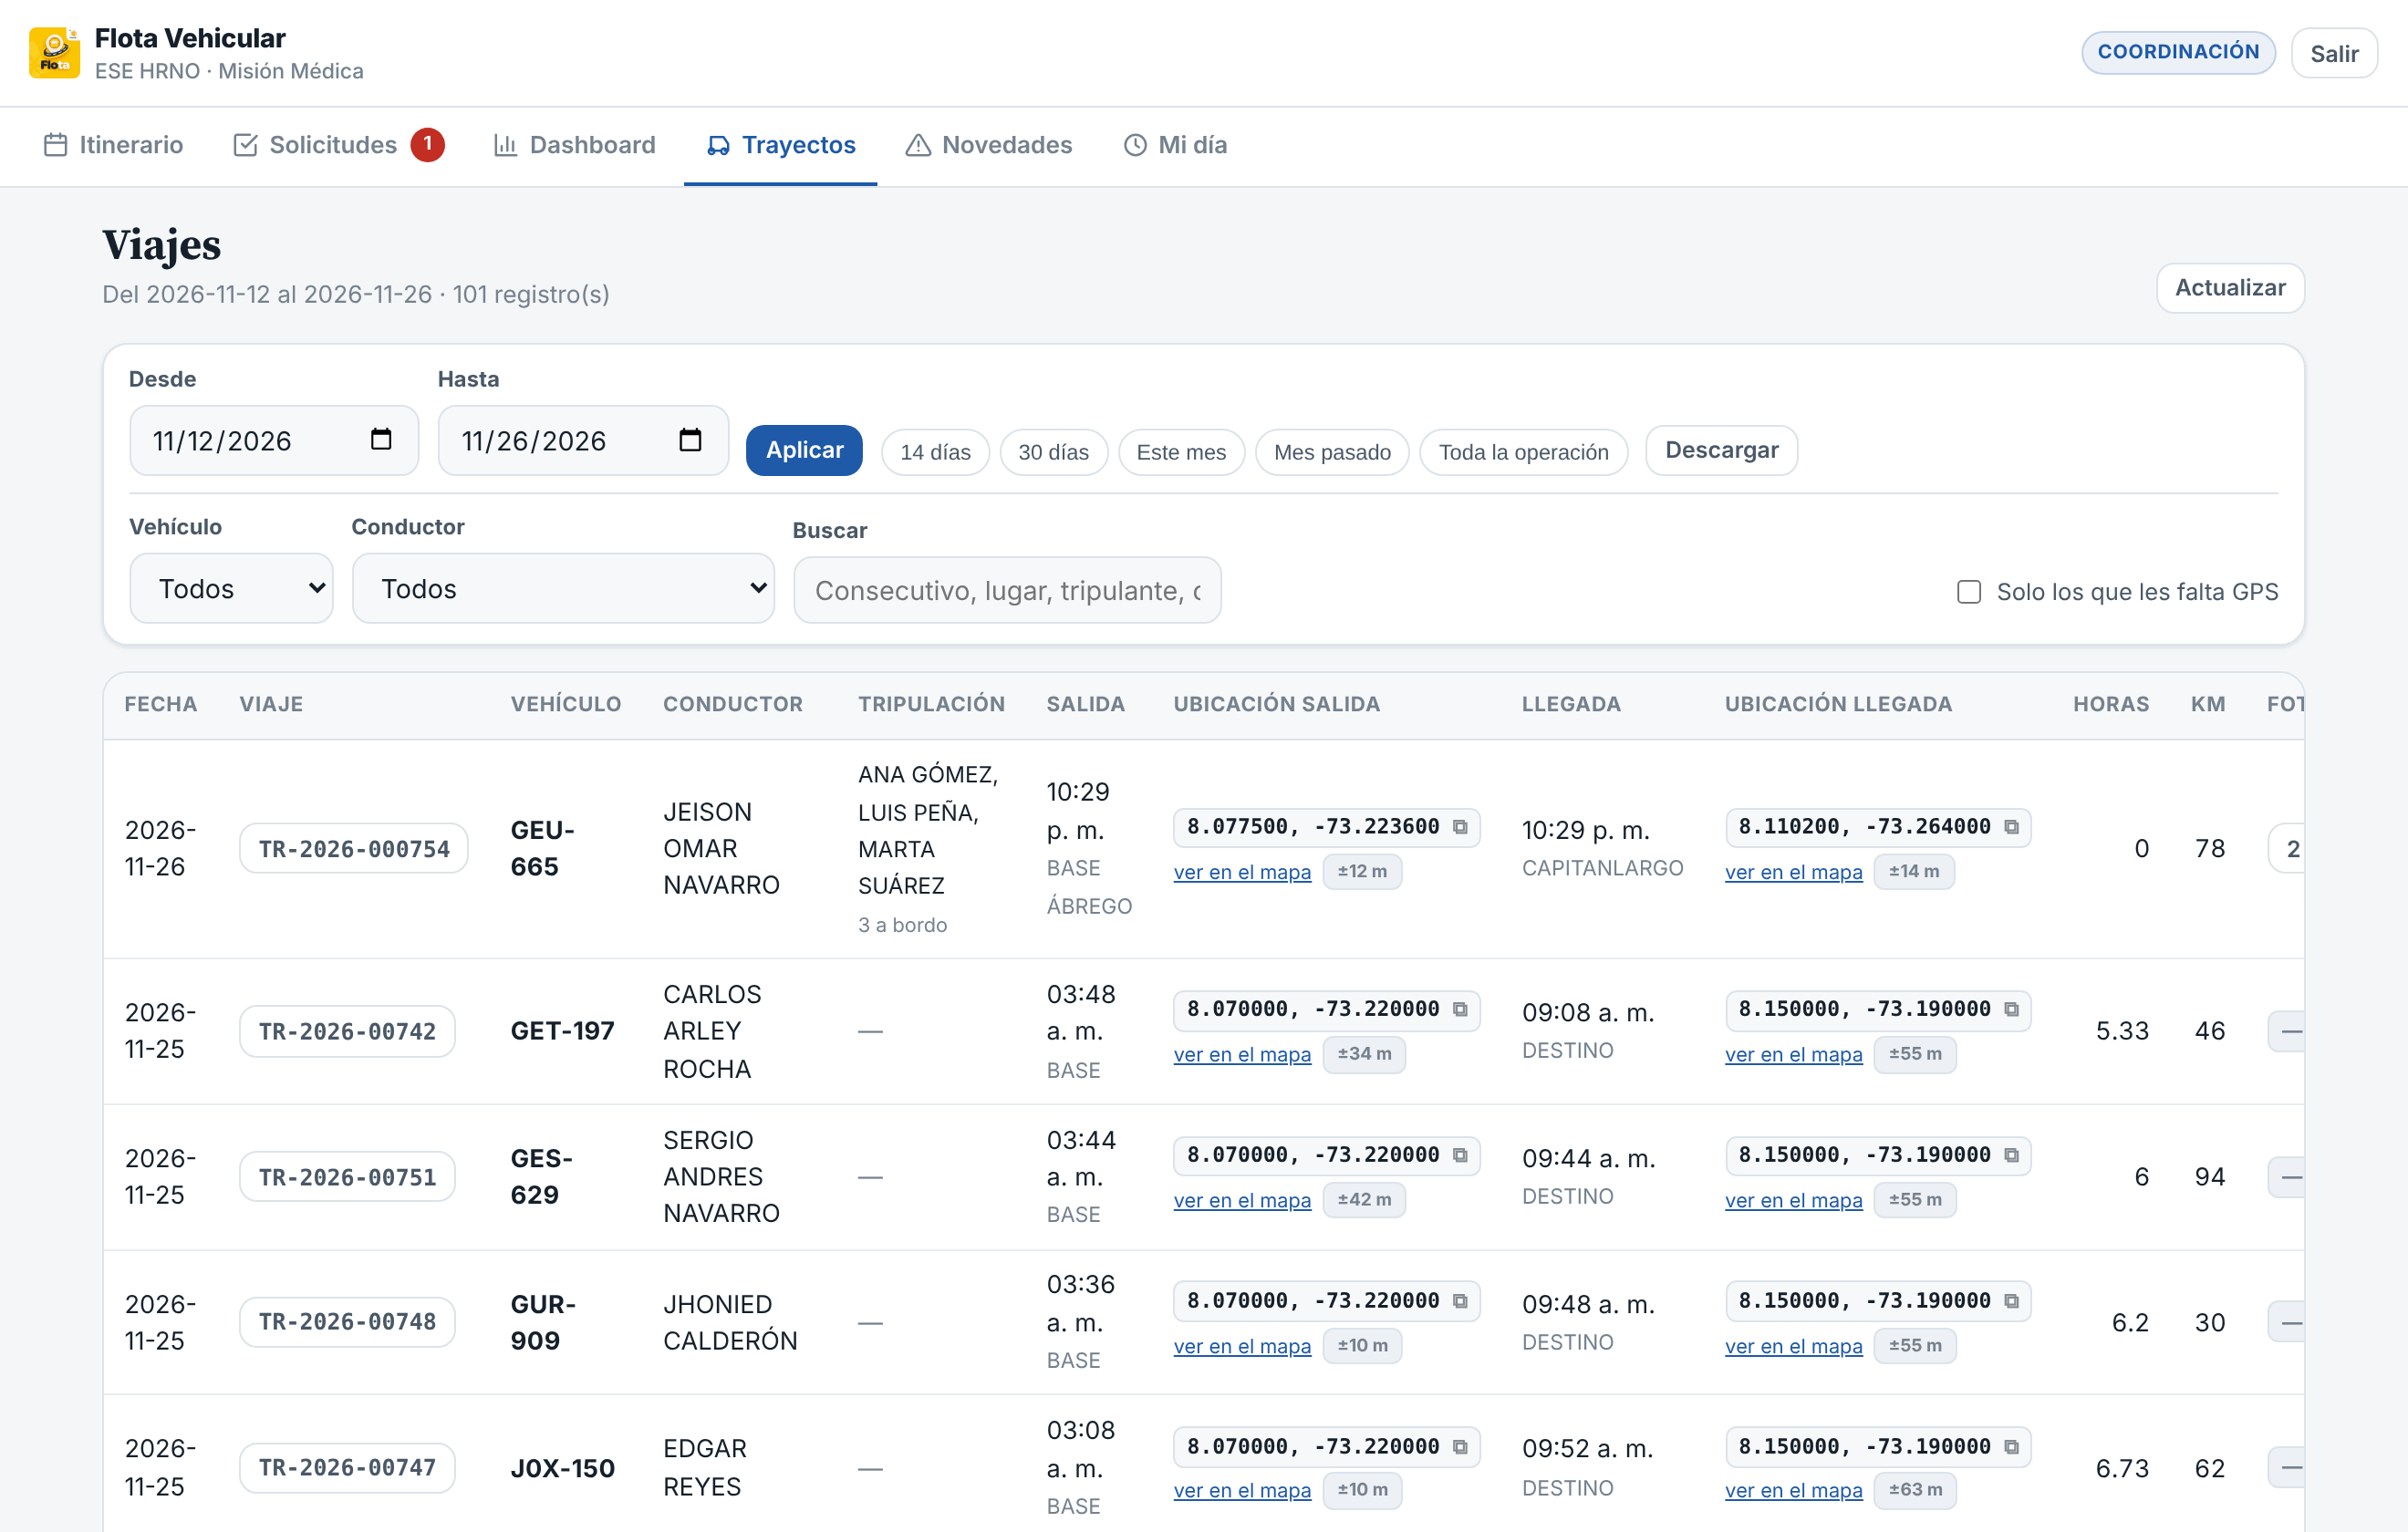 Flota
Flota Vehicular
ESE HRNO · Misión Médica
COORDINACIÓN
Salir
Itinerario
Solicitudes 1
Dashboard
Trayectos
Novedades
Mi día
Viajes
Del 2026-11-12 al 2026-11-26 · 101 registro(s)
Actualizar
Desde
Hasta
11/12/2026
11/26/2026
Aplicar
14 días
30 días
Este mes
Mes pasado
Toda la operación
Descargar
Vehículo
Conductor
Buscar
Todos
Todos
Consecutivo, lugar, tripulante,
Solo los que les falta GPS
FECHA VIAJE VEHÍCULO CONDUCTOR TRIPULACIÓN SALIDA UBICACIÓN SALIDA LLEGADA UBICACIÓN LLEGADA HORAS KM FOT
2026-
11-26
TR-2026-000754
GEU-
665
JEISON
OMAR
NAVARRO
ANA GÓMEZ,
LUIS PEÑA,
MARTA
SUÁREZ
3 a bordo
10:29
p. m.
BASE
ÁBREGO
8.077500, -73.223600
ver en el mapa ±12 m
10:29 p. m.
CAPITANLARGO
8.110200, -73.264000
ver en el mapa ±14 m
0
78
2
2026-
11-25
TR-2026-00742
GET-197
CARLOS
ARLEY
ROCHA
—
03:48
a. m.
BASE
8.070000, -73.220000
ver en el mapa ±34 m
09:08 a. m.
DESTINO
8.150000, -73.190000
ver en el mapa ±55 m
5.33
46
—
2026-
11-25
TR-2026-00751
GES-
629
SERGIO
ANDRES
NAVARRO
—
03:44
a. m.
BASE
8.070000, -73.220000
ver en el mapa ±42 m
09:44 a. m.
DESTINO
8.150000, -73.190000
ver en el mapa ±55 m
6
94
—
2026-
11-25
TR-2026-00748
GUR-
909
JHONIED
CALDERÓN
—
03:36
a. m.
BASE
8.070000, -73.220000
ver en el mapa ±10 m
09:48 a. m.
DESTINO
8.150000, -73.190000
ver en el mapa ±55 m
6.2
30
—
2026-
11-25
TR-2026-00747
JOX-150
EDGAR
REYES
—
03:08
a. m.
BASE
8.070000, -73.220000
ver en el mapa ±10 m
09:52 a. m.
DESTINO
8.150000, -73.190000
ver en el mapa ±63 m
6.73
62
—